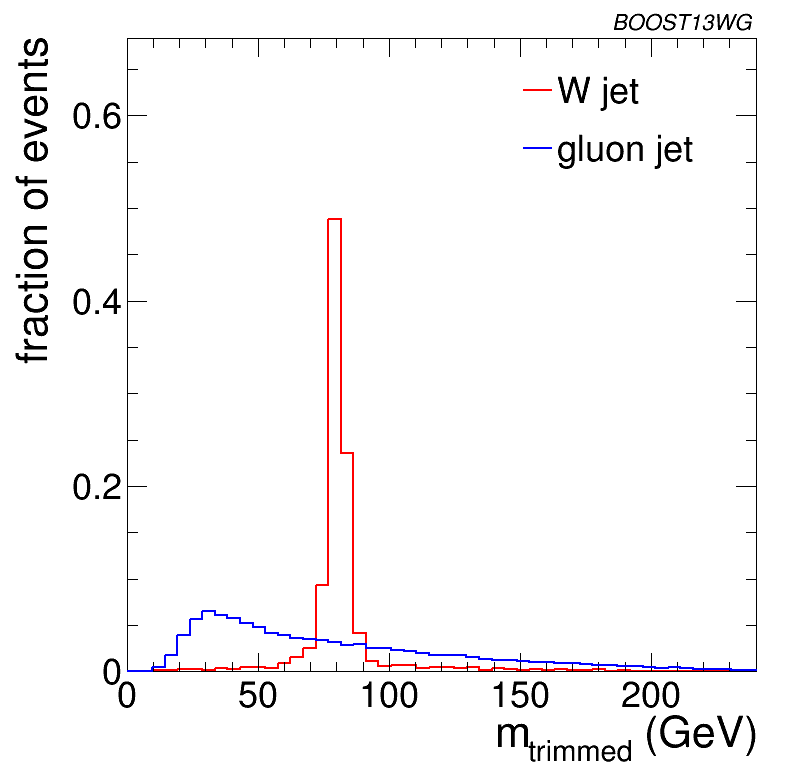 BOOST13WG
W jet
gluon jet
fraction of events
0.6
0.4
0.2
0
0 50 100 150 200
m_trimmed (GeV)